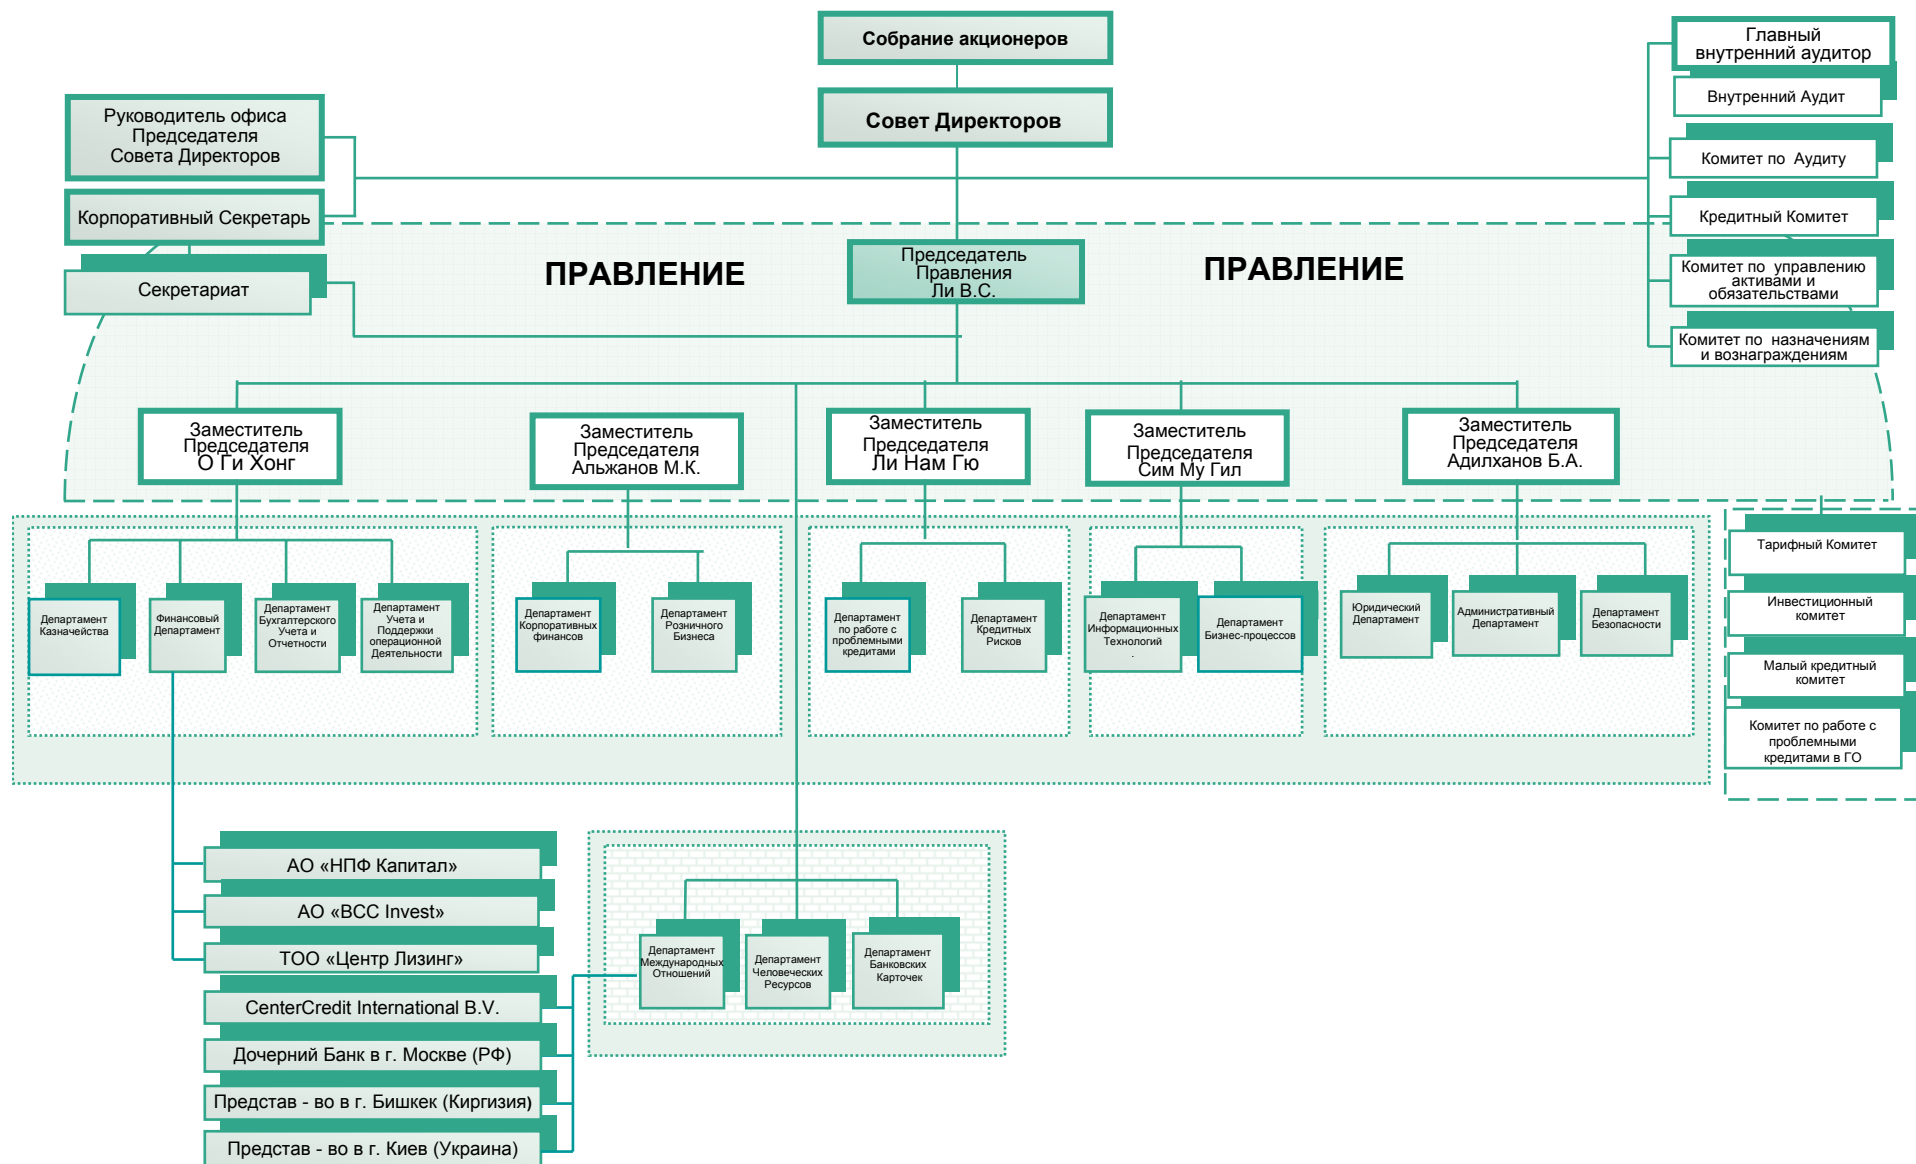 Собрание акционеров
Совет Директоров
Руководитель офиса
Председателя
Совета Директоров
Корпоративный Секретарь
Секретариат
Главный
внутренний аудитор
Внутренний Аудит
Комитет по Аудиту
Кредитный Комитет
Комитет по управлению
активами и
обязательствами
Комитет по назначениям
и вознаграждениям
ПРАВЛЕНИЕ
Председатель
Правления
Ли В.С.
ПРАВЛЕНИЕ
Заместитель
Председателя
О Ги Хонг
Заместитель
Председателя
Альжанов М.К.
Заместитель
Председателя
Ли Нам Гю
Заместитель
Председателя
Сим Му Гил
Заместитель
Председателя
Адилханов Б.А.
Департамент
Казначейства
Финансовый
Департамент
Департамент
Бухгалтерского
Учета и
Отчетности
Департамент
Учета и
Поддержки
операционной
Деятельности
Департамент
Корпоративных
финансов
Департамент
Розничного
Бизнеса
Департамент
по работе с
проблемными
кредитами
Департамент
Кредитных
Рисков
Департамент
Информационных
Технологий
.
Департамент
Бизнес-процессов
Юридический
Департамент
Административный
Департамент
Департамент
Безопасности
Тарифный Комитет
Инвестиционный
комитет
Малый кредитный
комитет
Комитет по работе с
проблемными
кредитами в ГО
АО «НПФ Капитал»
АО «BCC Invest»
ТОО «Центр Лизинг»
CenterCredit International B.V.
Дочерний Банк в г. Москве (РФ)
Представ - во в г. Бишкек (Киргизия)
Представ - во в г. Киев (Украина)
Департамент
Международных
Отношений
Департамент
Человеческих
Ресурсов
Департамент
Банковских
Карточек